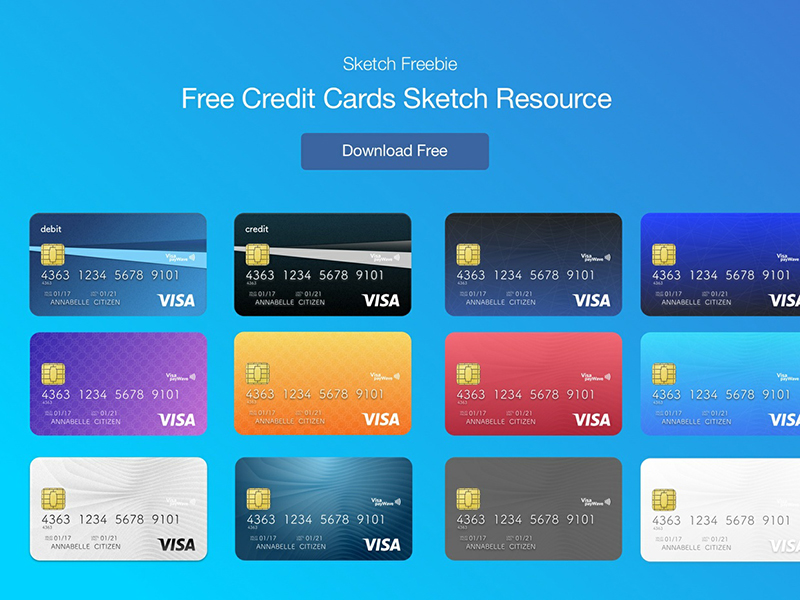 Sketch Freebie
Free Credit Cards Sketch Resource
Download Free
debit
Visa payWave
4363 1234 5678 9101
4363
01/17 01/21
ANNABELLE CITIZEN
VISA
credit
Visa payWave
4363 1234 5678 9101
4363
01/17 01/21
ANNABELLE CITIZEN
VISA
Visa payWave
4363 1234 5678 9101
4363
01/17 01/21
ANNABELLE CITIZEN
VISA
Visa payWave
4363 1234 5678 9101
4363
01/17 01/21
ANNABELLE CITIZEN
VISA
Visa payWave
4363 1234 5678 9101
4363
01/17 01/21
ANNABELLE CITIZEN
VISA
Visa payWave
4363 1234 5678 9101
4363
01/17 01/21
ANNABELLE CITIZEN
VISA
Visa payWave
4363 1234 5678 9101
4363
01/17 01/21
ANNABELLE CITIZEN
VISA
Visa payWave
4363 1234 5678 9101
4363
01/17 01/21
ANNABELLE CITIZEN
VISA
4363 1234 5678 9101
4363
01/17 01/21
ANNABELLE CITIZEN
VISA
Visa payWave
4363 1234 5678 9101
4363
01/17 01/21
ANNABELLE CITIZEN
VISA
Visa payWave
4363 1234 5678 9101
4363
01/17 01/21
ANNABELLE CITIZEN
VISA
4363 1234 5678 9101
4363
01/17 01/21
ANNABELLE CITIZEN
VISA